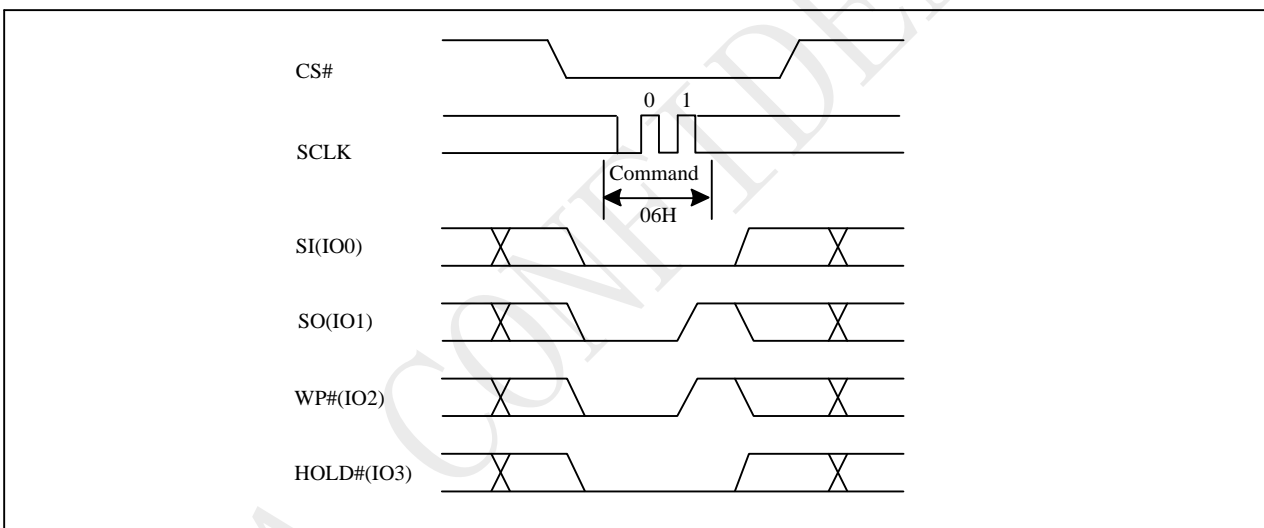 CS#
0 1
SCLK
Command
06H
SI(IO0)
SO(IO1)
WP#(IO2)
HOLD#(IO3)